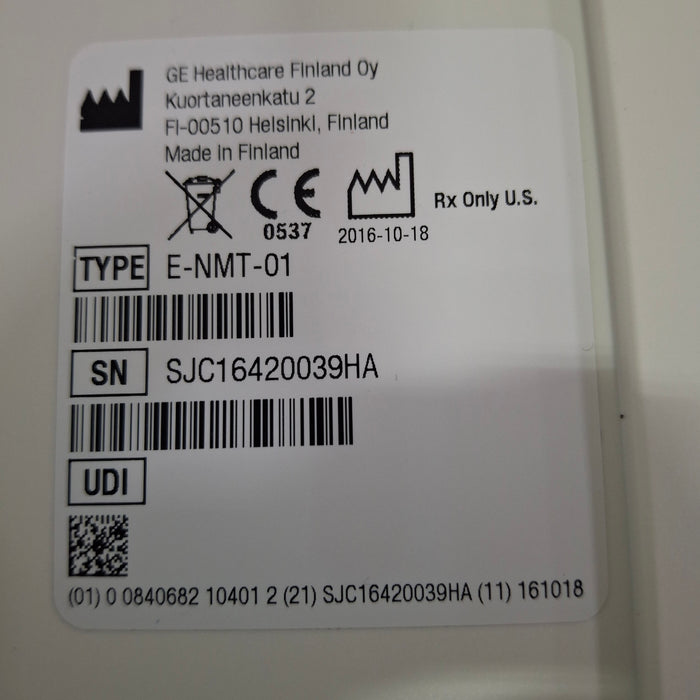 GE Healthcare Finland Oy
Kuortaneenkatu 2
FI-00510 Helsinki, Finland
Made in Finland
CE
0537
2016-10-18
Rx Only U.S.
TYPE E-NMT-01
SN SJC16420039HA
UDI
(01) 0 0840682 10401 2 (21) SJC16420039HA (11) 161018